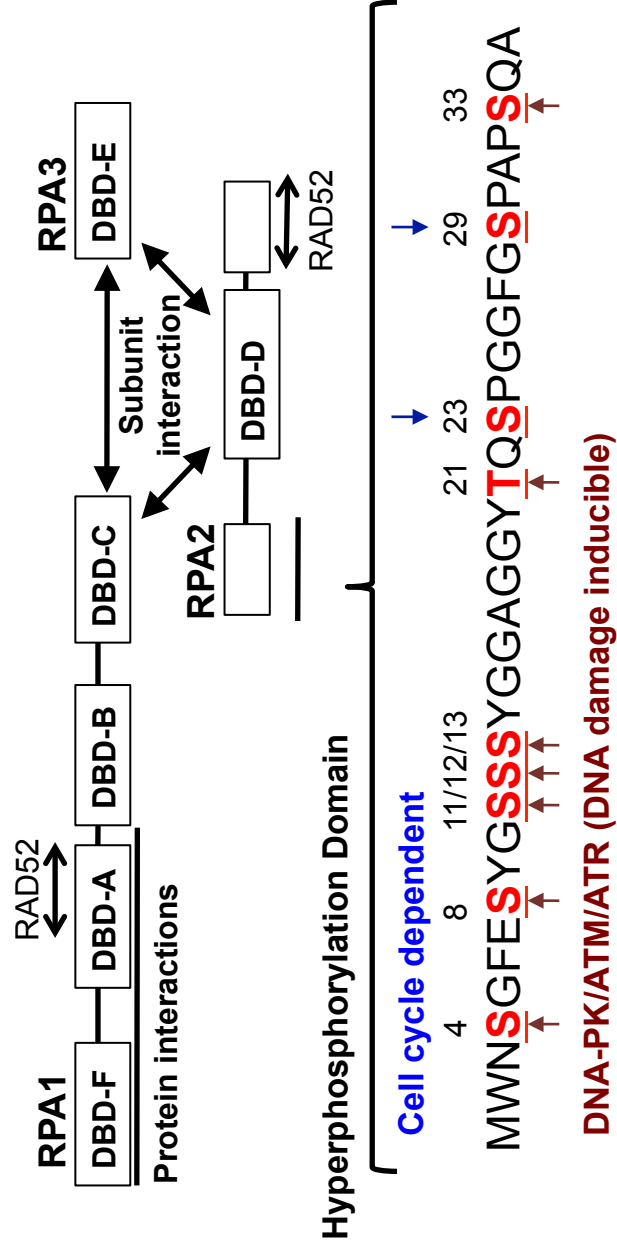 RPA1
RAD52
RPA3
DBD-F
DBD-A
DBD-B
DBD-C
DBD-E
Protein interactions
Subunit
interaction
RPA2
DBD-D
RAD52
Hyperphosphorylation Domain
Cell cycle dependent
4 8 11/12/13 21 23 29 33
MWNSGFESYGSSSYGGAGGYTQSPGGFGSPAPSQA
DNA-PK/ATM/ATR (DNA damage inducible)